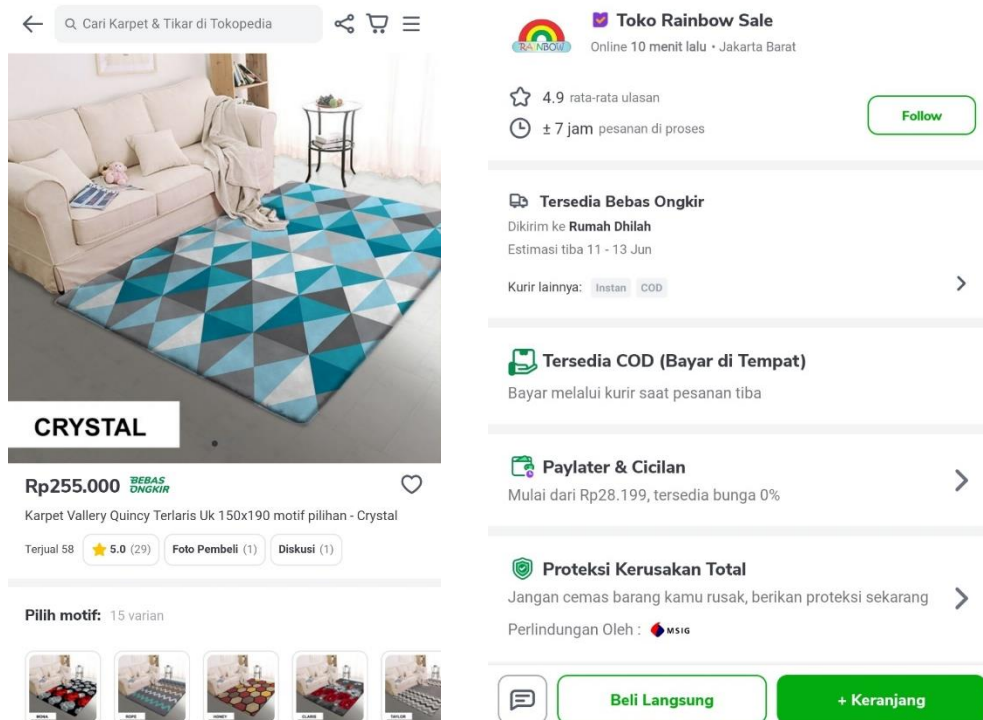 Cari Karpet & Tikar di Tokopedia
CRYSTAL
Rp255.000 BEBAS ONGKIR
Karpet Vallery Quincy Terlaris Uk 150x190 motif pilihan - Crystal
Terjual 58 5.0 (29) Foto Pembeli (1) Diskusi (1)
Pilih motif: 15 varian
MONA ROPE HONEY CLARIS TAYLOR
RAINBOW
Toko Rainbow Sale
Online 10 menit lalu • Jakarta Barat
4.9 rata-rata ulasan
± 7 jam pesanan di proses
Follow
Tersedia Bebas Ongkir
Dikirim ke Rumah Dhilah
Estimasi tiba 11 - 13 Jun
Kurir lainnya: Instan COD
Tersedia COD (Bayar di Tempat)
Bayar melalui kurir saat pesanan tiba
Paylater & Cicilan
Mulai dari Rp28.199, tersedia bunga 0%
Proteksi Kerusakan Total
Jangan cemas barang kamu rusak, berikan proteksi sekarang
Perlindungan Oleh : MSIG
Beli Langsung + Keranjang